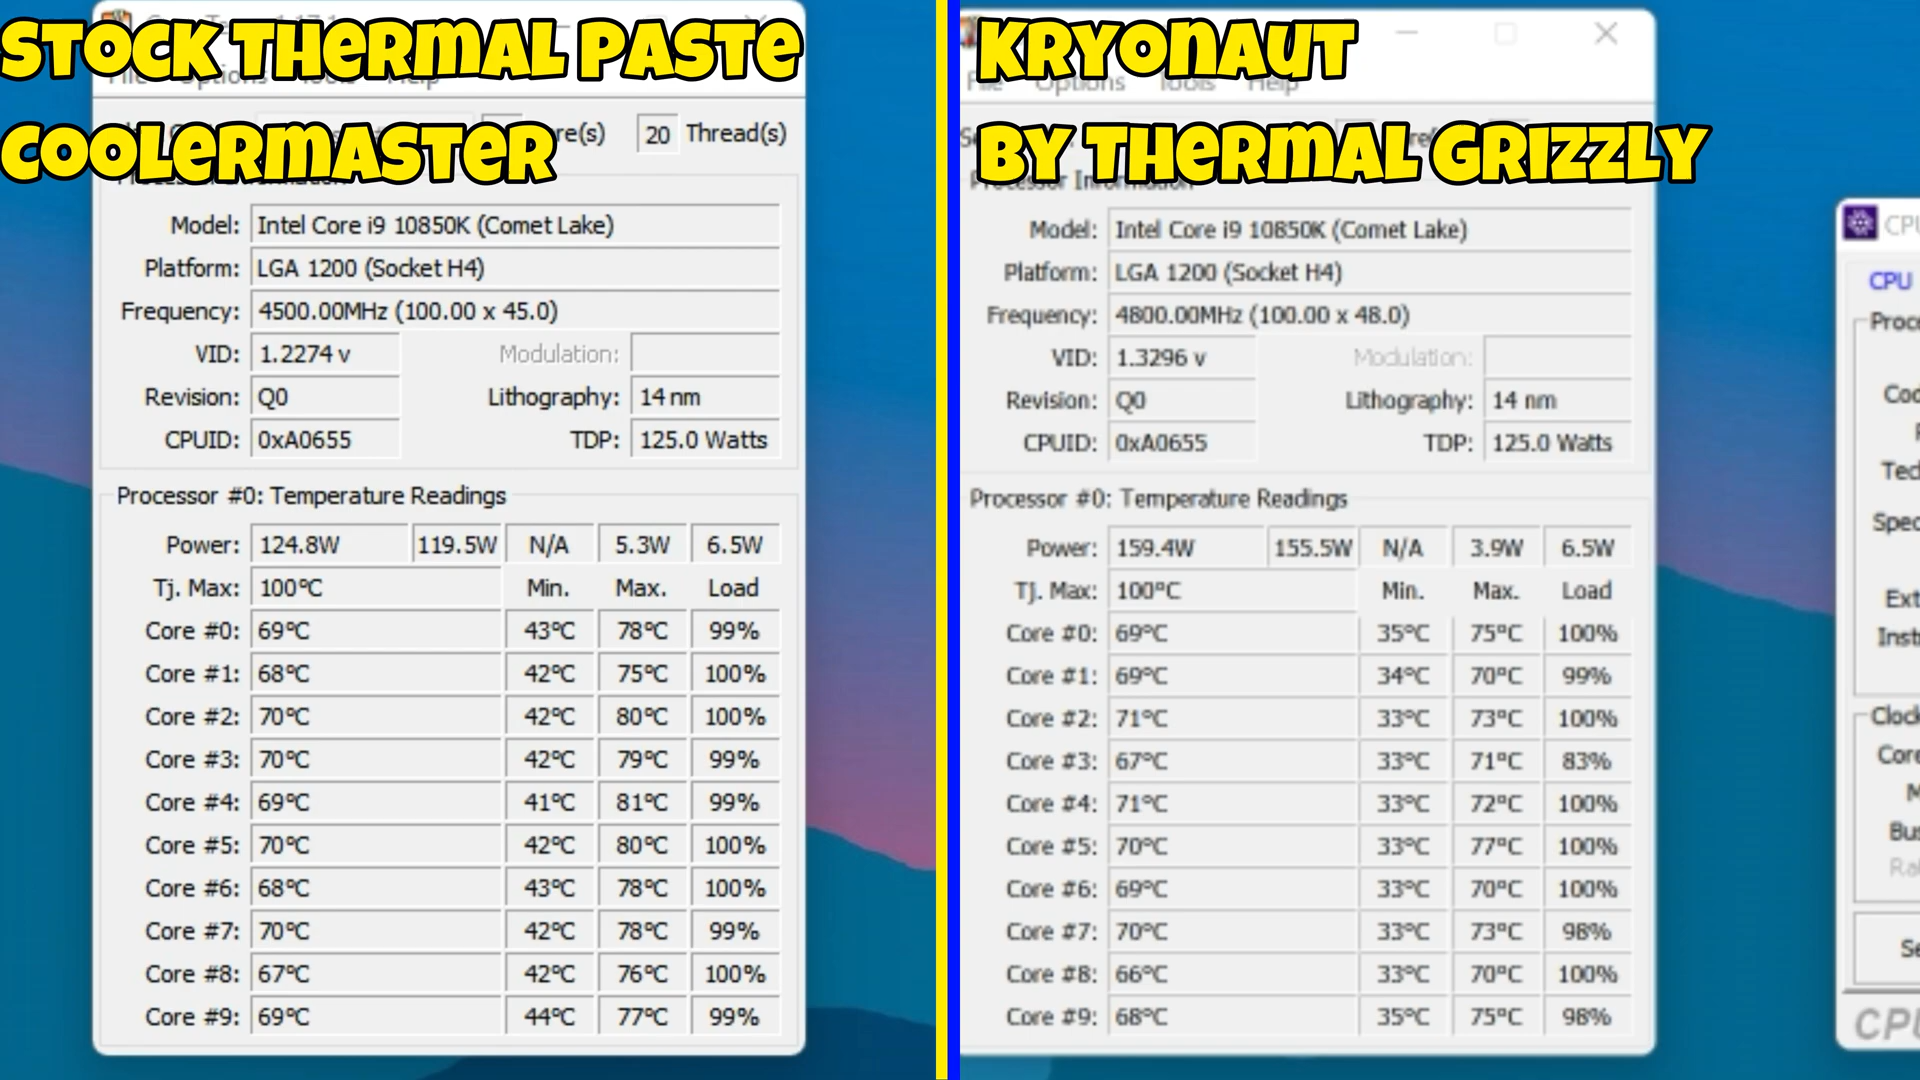 STOCK THERMAL PASTE
COOLERMASTER
Options Tools Help
20 Thread(s)
Model: Intel Core i9 10850K (Comet Lake)
Platform: LGA 1200 (Socket H4)
Frequency: 4500.00MHz (100.00 x 45.0)
VID: 1.2274 v Modulation:
Revision: Q0 Lithography: 14 nm
CPUID: 0xA0655 TDP: 125.0 Watts
Processor #0: Temperature Readings
Power: 124.8W 119.5W N/A 5.3W 6.5W
Tj. Max: 100°C Min. Max. Load
Core #0: 69°C 43°C 78°C 99%
Core #1: 68°C 42°C 75°C 100%
Core #2: 70°C 42°C 80°C 100%
Core #3: 70°C 42°C 79°C 99%
Core #4: 69°C 41°C 81°C 99%
Core #5: 70°C 42°C 80°C 100%
Core #6: 68°C 43°C 78°C 100%
Core #7: 70°C 42°C 78°C 99%
Core #8: 67°C 42°C 76°C 100%
Core #9: 69°C 44°C 77°C 99%
KRYONAUT
BY THERMAL GRIZZLY
File Options Tools Help
Processor Information
Model: Intel Core i9 10850K (Comet Lake)
Platform: LGA 1200 (Socket H4)
Frequency: 4800.00MHz (100.00 x 48.0)
VID: 1.3296 v Modulation:
Revision: Q0 Lithography: 14 nm
CPUID: 0xA0655 TDP: 125.0 Watts
Processor #0: Temperature Readings
Power: 159.4W 155.5W N/A 3.9W 6.5W
Tj. Max: 100°C Min. Max. Load
Core #0: 69°C 35°C 75°C 100%
Core #1: 69°C 34°C 70°C 99%
Core #2: 71°C 33°C 73°C 100%
Core #3: 67°C 33°C 71°C 83%
Core #4: 71°C 33°C 72°C 100%
Core #5: 70°C 33°C 77°C 100%
Core #6: 69°C 33°C 70°C 100%
Core #7: 70°C 33°C 73°C 98%
Core #8: 66°C 33°C 70°C 100%
Core #9: 68°C 35°C 75°C 98%
CPU
CPU